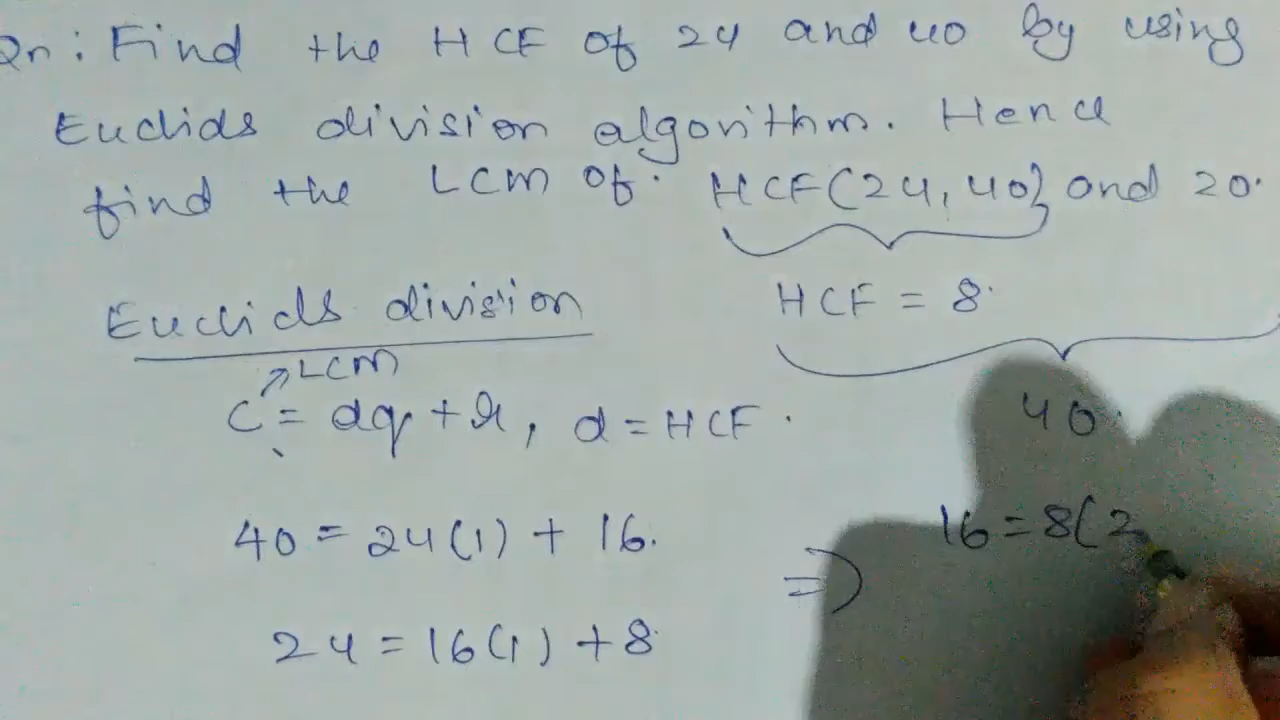 Qn: Find the HCF of 24 and 40 by using
Euclids division algorithm. Hence
find the LCM of HCF(24, 40) and 20.
Euclids division
HCF = 8.
LCM
C = dq + r, d = HCF.
40.
40 = 24(1) + 16.
=> 16 = 8(2
24 = 16(1) + 8